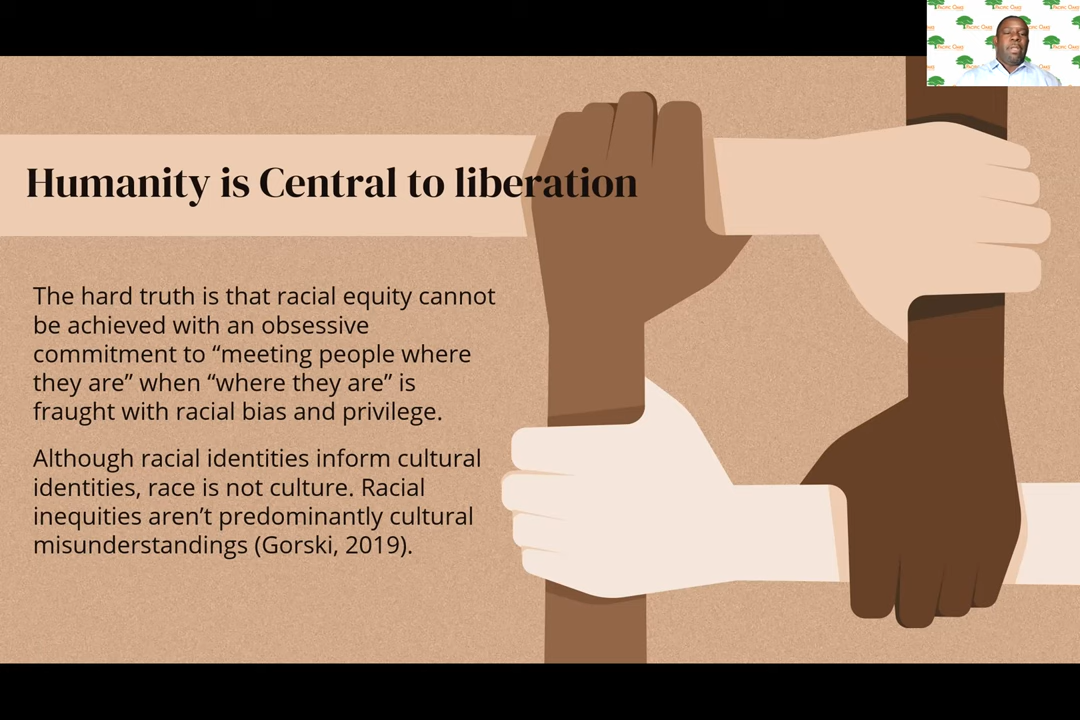 Humanity is Central to liberation
The hard truth is that racial equity cannot
be achieved with an obsessive
commitment to “meeting people where
they are” when “where they are” is
fraught with racial bias and privilege.
Although racial identities inform cultural
identities, race is not culture. Racial
inequities aren’t predominantly cultural
misunderstandings (Gorski, 2019).